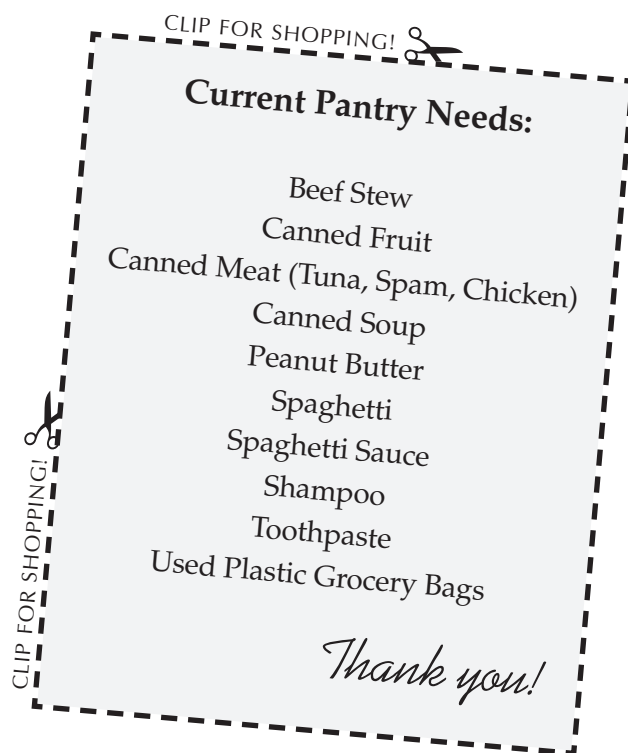 CLIP FOR SHOPPING!
Current Pantry Needs:
Beef Stew
Canned Fruit
Canned Meat (Tuna, Spam, Chicken)
Canned Soup
Peanut Butter
Spaghetti
Spaghetti Sauce
Shampoo
Toothpaste
Used Plastic Grocery Bags
Thank you!
CLIP FOR SHOPPING!